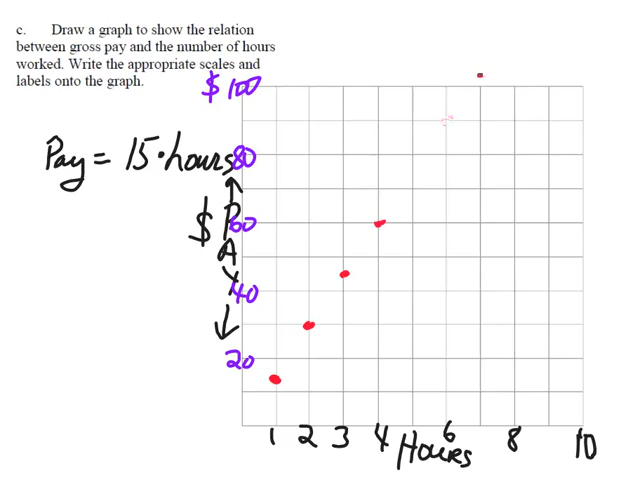 c. Draw a graph to show the relation
between gross pay and the number of hours
worked. Write the appropriate scales and
labels onto the graph.
$ 100
Pay = 15·hours
80
$ PAY
60
40
20
1 2 3 4 6 8 10
Hours